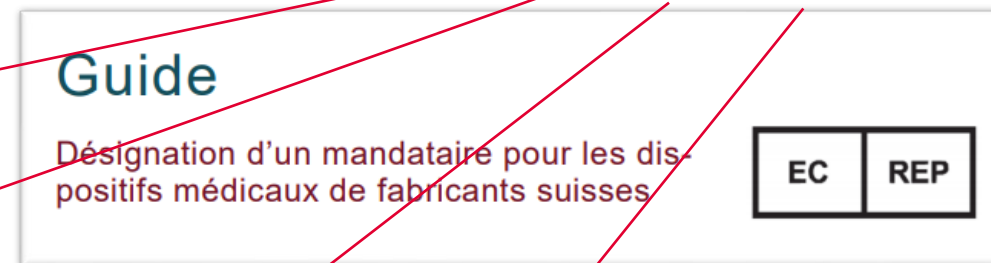 Guide
Désignation d'un mandataire pour les dis-
positifs médicaux de fabricants suisses
EC REP